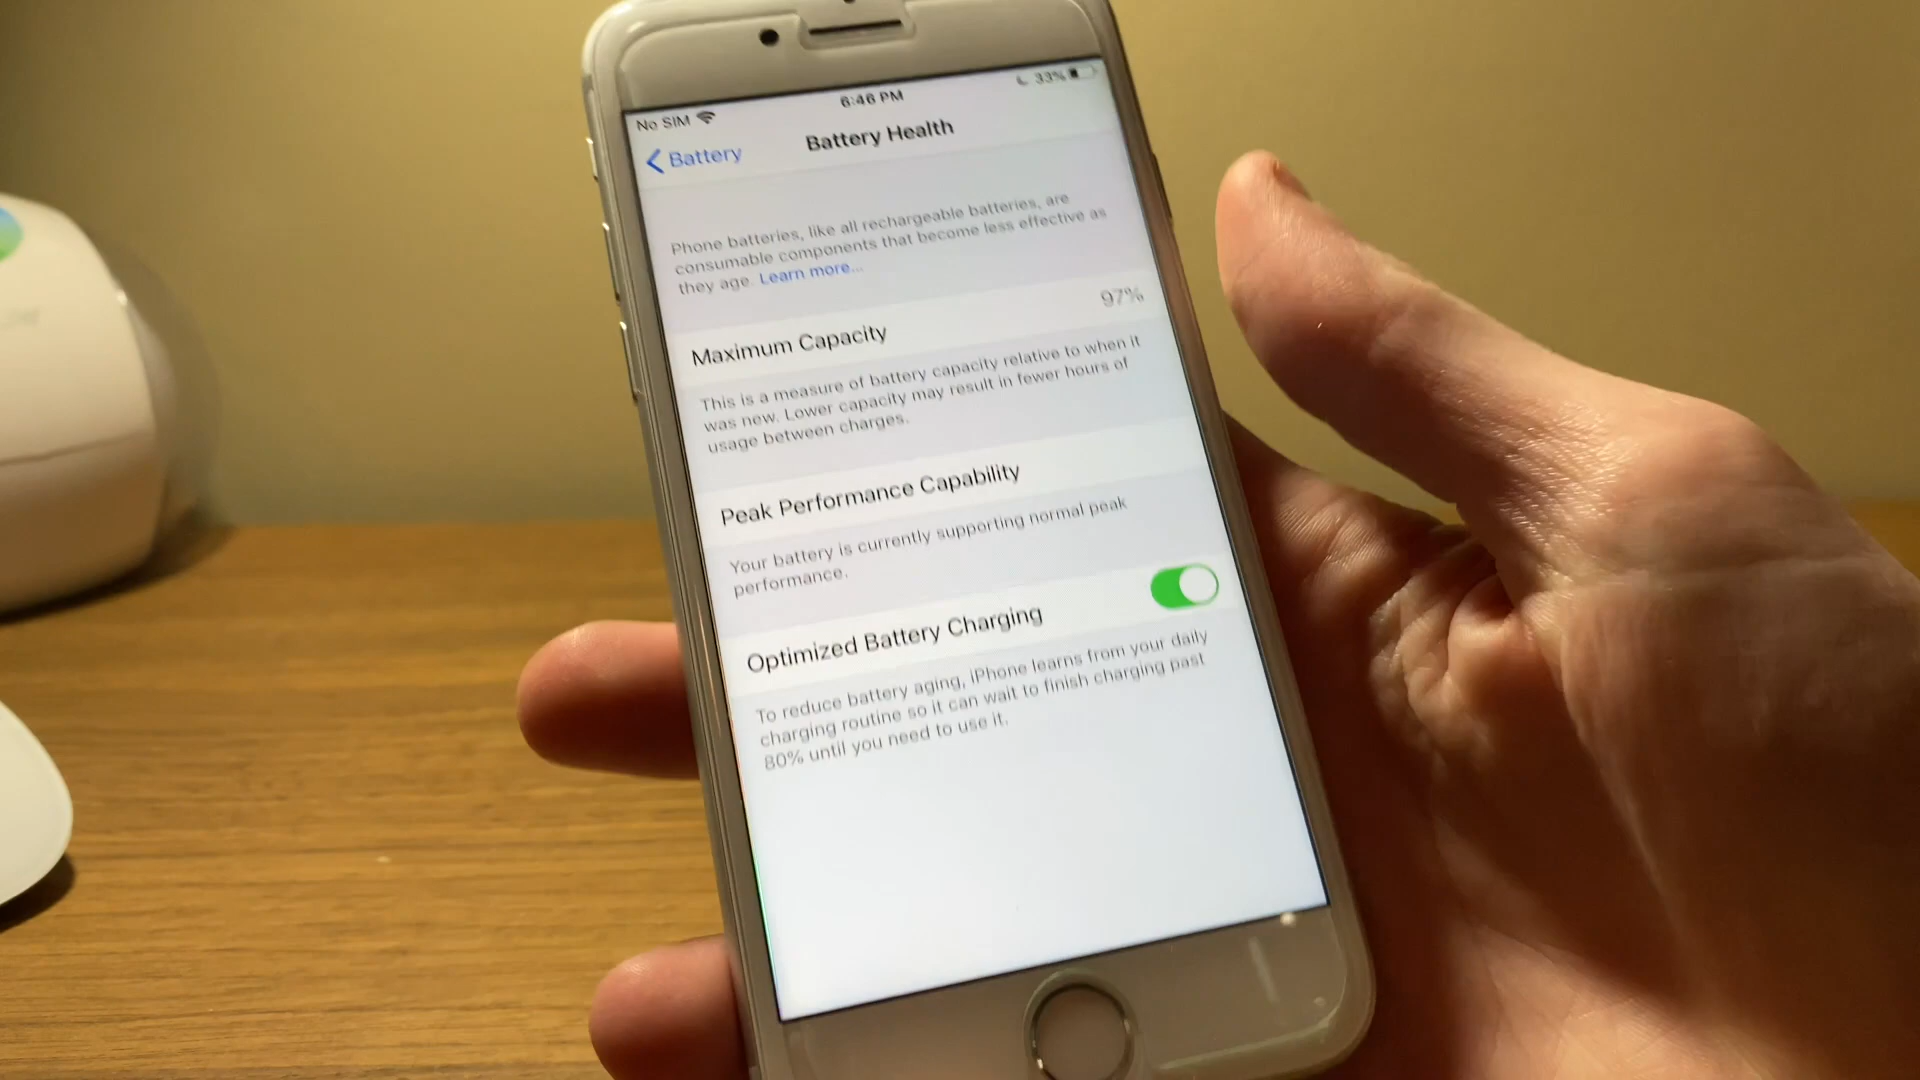 33%
6:46 PM
No SIM
Battery Health
Battery
Phone batteries, like all rechargeable batteries, are
consumable components that become less effective as
they age. Learn more...
97%
Maximum Capacity
This is a measure of battery capacity relative to when it
was new. Lower capacity may result in fewer hours of
usage between charges.
Peak Performance Capability
Your battery is currently supporting normal peak
performance.
Optimized Battery Charging
To reduce battery aging, iPhone learns from your daily
charging routine so it can wait to finish charging past
80% until you need to use it.